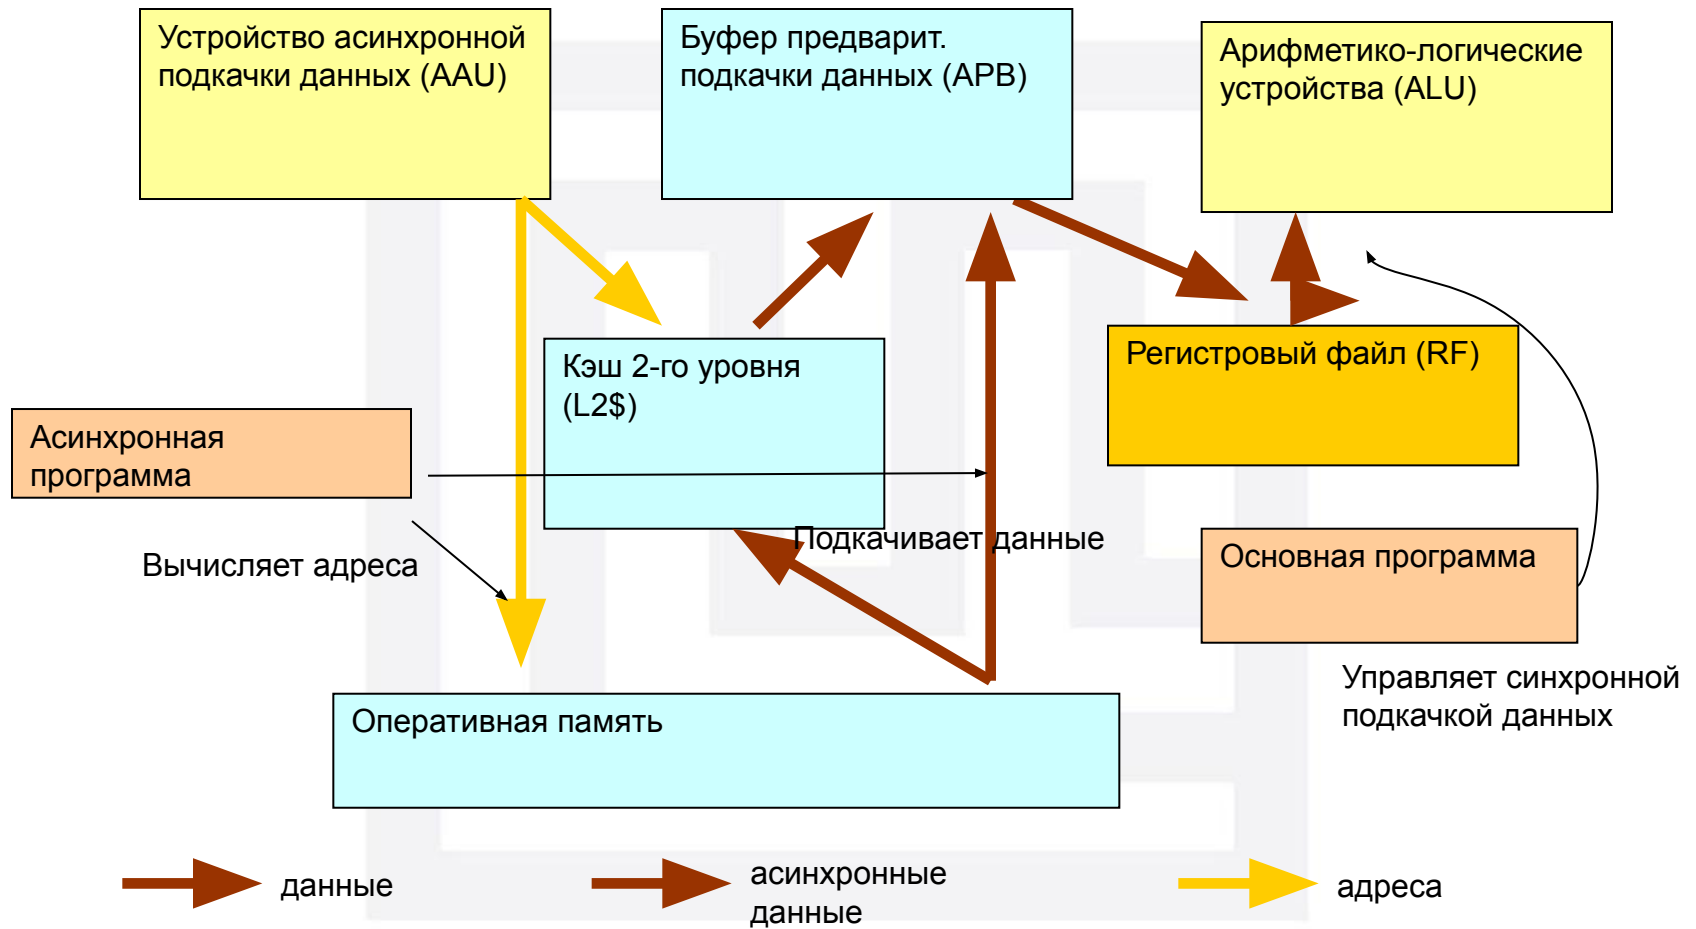 Устройство асинхронной
подкачки данных (AAU)
Буфер предварит.
подкачки данных (APB)
Арифметико-логические
устройства (ALU)
Кэш 2-го уровня
(L2$)
Регистровый файл (RF)
Асинхронная
программа
Подкачивает данные
Вычисляет адреса
Основная программа
Управляет синхронной
подкачкой данных
Оперативная память
данные
асинхронные
данные
адреса